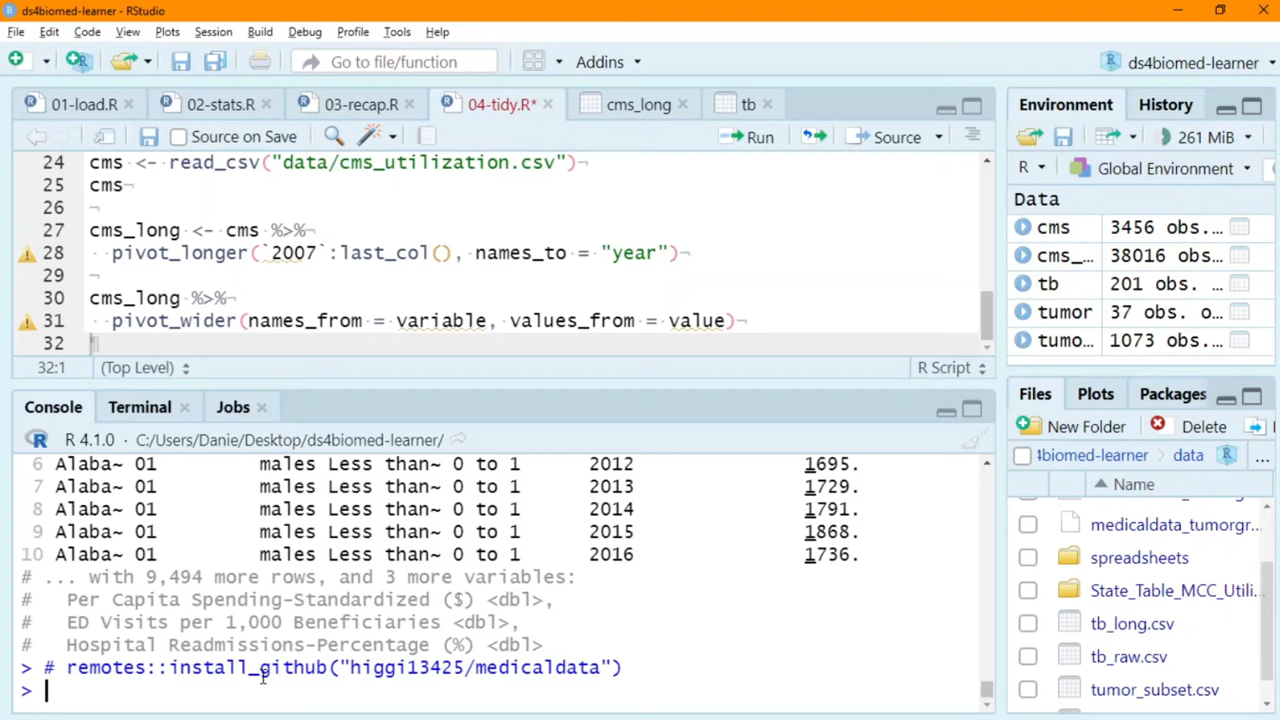 ds4biomed-learner - RStudio
File Edit Code View Plots Session Build Debug Profile Tools Help
Go to file/function Addins ds4biomed-learner
01-load.R 02-stats.R 03-recap.R 04-tidy.R* cms_long tb
Source on Save Run Source
24 cms <- read_csv("data/cms_utilization.csv")¬
25 cms¬
26 ¬
27 cms_long <- cms %>%¬
28 pivot_longer(`2007`:last_col(), names_to = "year")¬
29 ¬
30 cms_long %>%¬
31 pivot_wider(names_from = variable, values_from = value)¬
32 ¶
32:1 (Top Level) R Script
Console Terminal Jobs
R 4.1.0 · C:/Users/Danie/Desktop/ds4biomed-learner/
6 Alaba~ 01 males Less than~ 0 to 1 2012 1695.
7 Alaba~ 01 males Less than~ 0 to 1 2013 1729.
8 Alaba~ 01 males Less than~ 0 to 1 2014 1791.
9 Alaba~ 01 males Less than~ 0 to 1 2015 1868.
10 Alaba~ 01 males Less than~ 0 to 1 2016 1736.
# ... with 9,494 more rows, and 3 more variables:
# Per Capita Spending-Standardized ($) <dbl>,
# ED Visits per 1,000 Beneficiaries <dbl>,
# Hospital Readmissions-Percentage (%) <dbl>
> # remotes::install_github("higgi13425/medicaldata")
>
Environment History
261 MiB
R Global Environment
Data
cms 3456 obs...
cms_... 38016 obs...
tb 201 obs. ...
tumor 37 obs. o...
tumo... 1073 obs...
Files Plots Packages
New Folder Delete
biomed-learner data ...
Name
medicaldata_tumorgr...
spreadsheets
State_Table_MCC_Utili...
tb_long.csv
tb_raw.csv
tumor_subset.csv